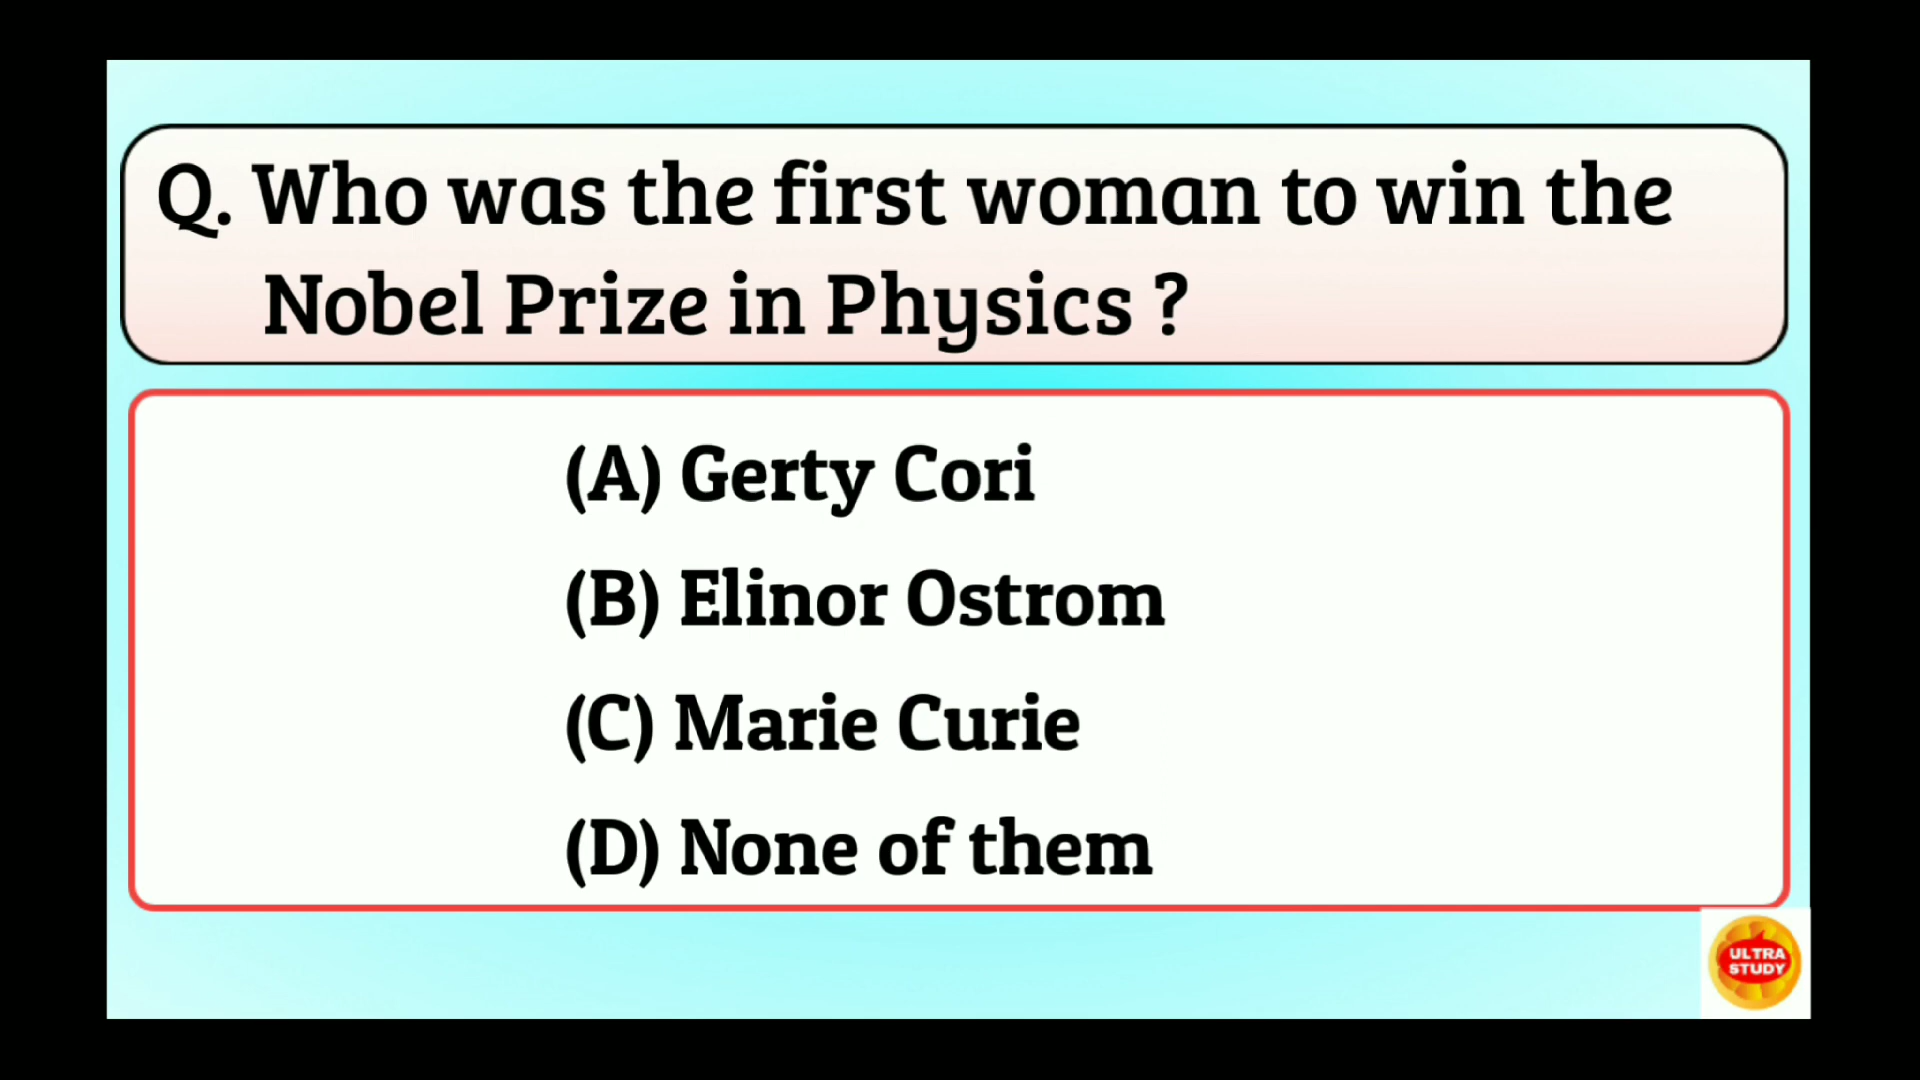 Q. Who was the first woman to win the
Nobel Prize in Physics ?
(A) Gerty Cori
(B) Elinor Ostrom
(C) Marie Curie
(D) None of them
ULTRA
STUDY